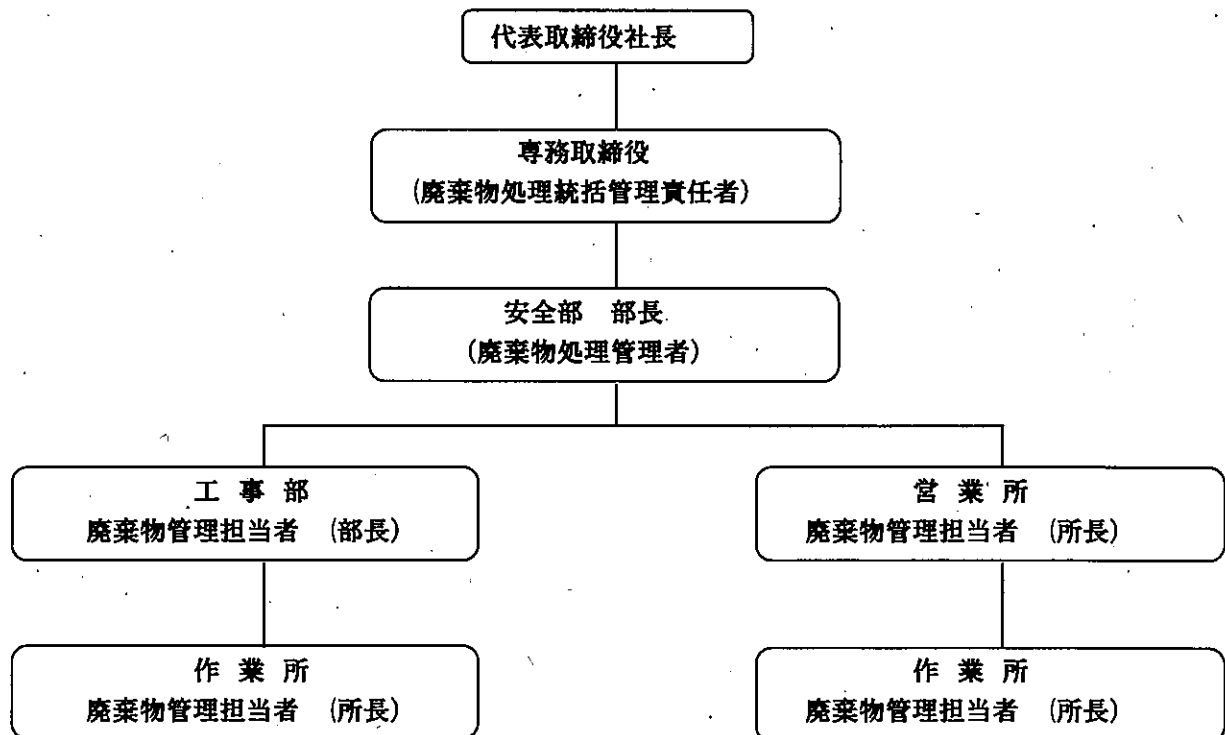 代表取締役社長
専務取締役
(廃棄物処理統括管理責任者)
安全部　部長
(廃棄物処理管理者)
工 事 部
廃棄物管理担当者　(部長)
営 業 所
廃棄物管理担当者　(所長)
作 業 所
廃棄物管理担当者　(所長)
作 業 所
廃棄物管理担当者　(所長)